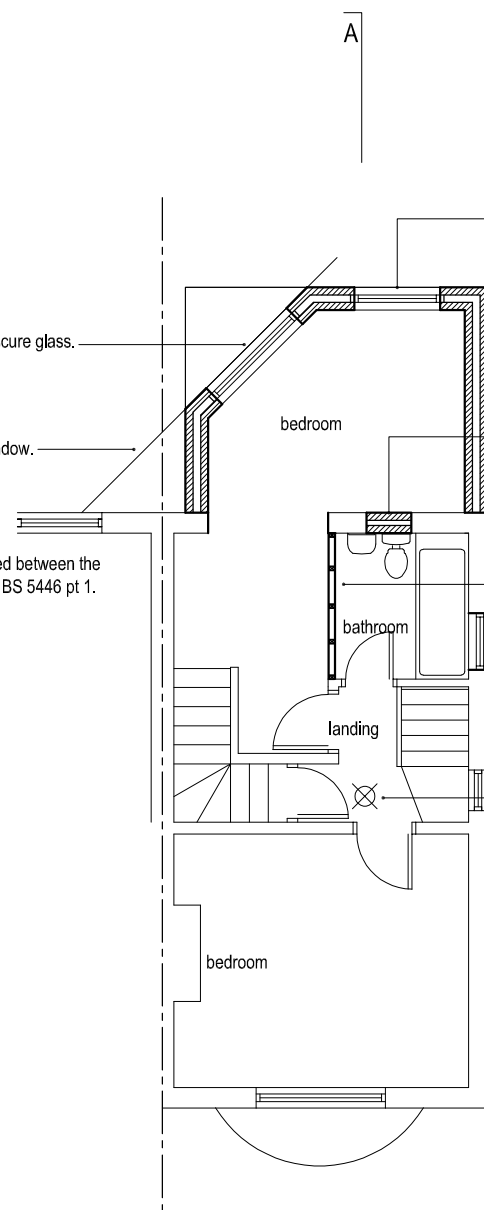 A
cure glass.
bedroom
dow.
ed between the
BS 5446 pt 1.
bathroom
landing
bedroom